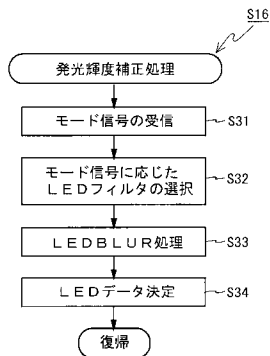 S16
発光輝度補正処理
モード信号の受信
S31
モード信号に応じた
LEDフィルタの選択
S32
LEDBLUR処理
S33
LEDデータ決定
S34
復帰